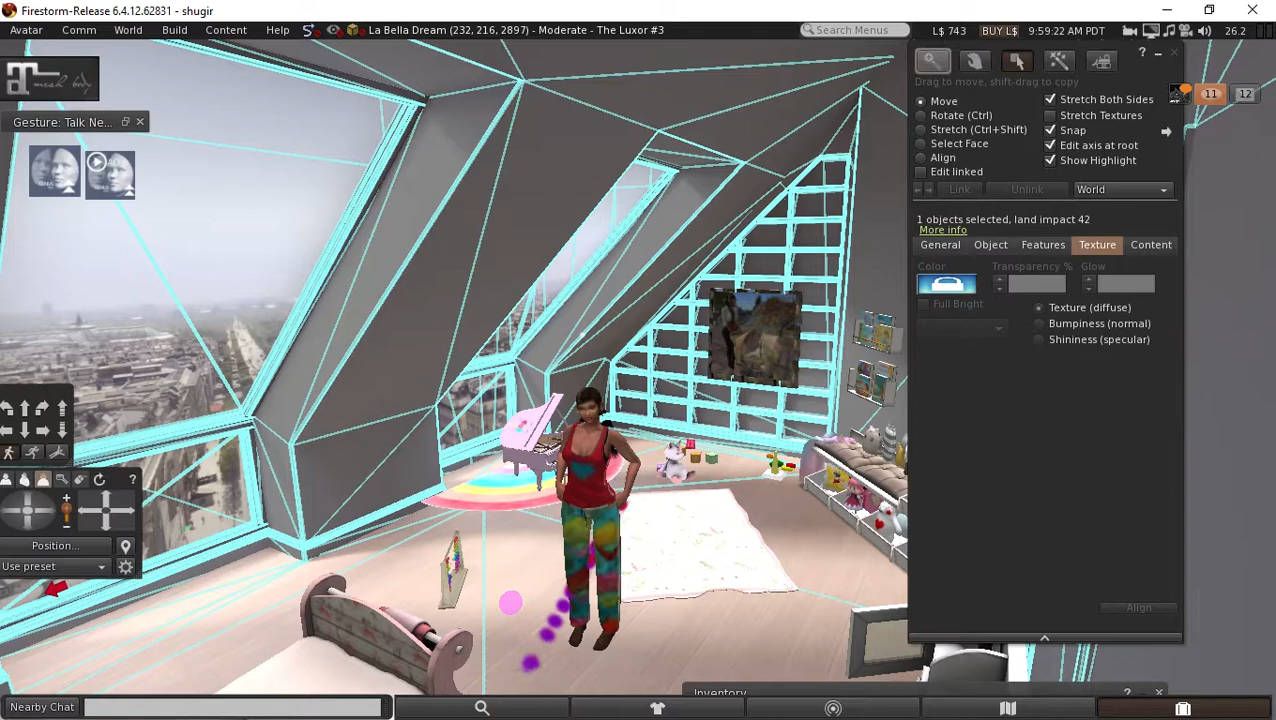 Firestorm-Release 6.4.12.62831 - shugir
Avatar Comm World Build Content Help La Bella Dream (232, 216, 2897) - Moderate - The Luxor #3 Search Menus L$ 743 BUY L$ 9:59:22 AM PDT 26.2
mesh body
Gesture: Talk Ne...
Drag to move, shift-drag to copy
Move
Rotate (Ctrl)
Stretch (Ctrl+Shift)
Select Face
Align
Edit linked
Stretch Both Sides
Stretch Textures
Snap
Edit axis at root
Show Highlight
11 12
Link Unlink World
1 objects selected, land impact 42
More info
General Object Features Texture Content
Color Transparency % Glow
Full Bright
Texture (diffuse)
Bumpiness (normal)
Shininess (specular)
Align
Position...
Use preset
Inventory
Nearby Chat